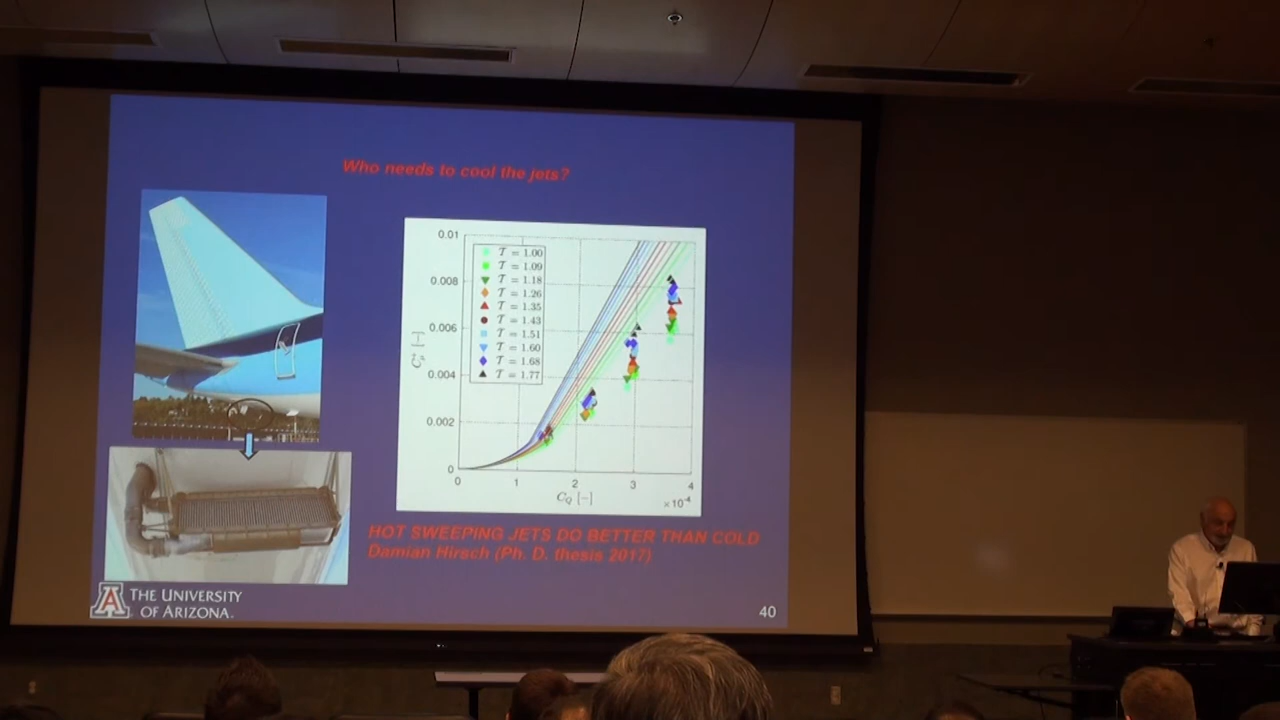 Who needs to cool the jets?
0.01
0.008
0.006
0.004
0.002
0
0
1
2
3
4
×10⁻⁴
C_Q [−]
T = 1.00
T = 1.09
T = 1.18
T = 1.26
T = 1.35
T = 1.43
T = 1.51
T = 1.60
T = 1.68
T = 1.77
HOT SWEEPING JETS DO BETTER THAN COLD
Damian Hirsch (Ph. D. thesis 2017)
A
THE UNIVERSITY
OF ARIZONA.
40